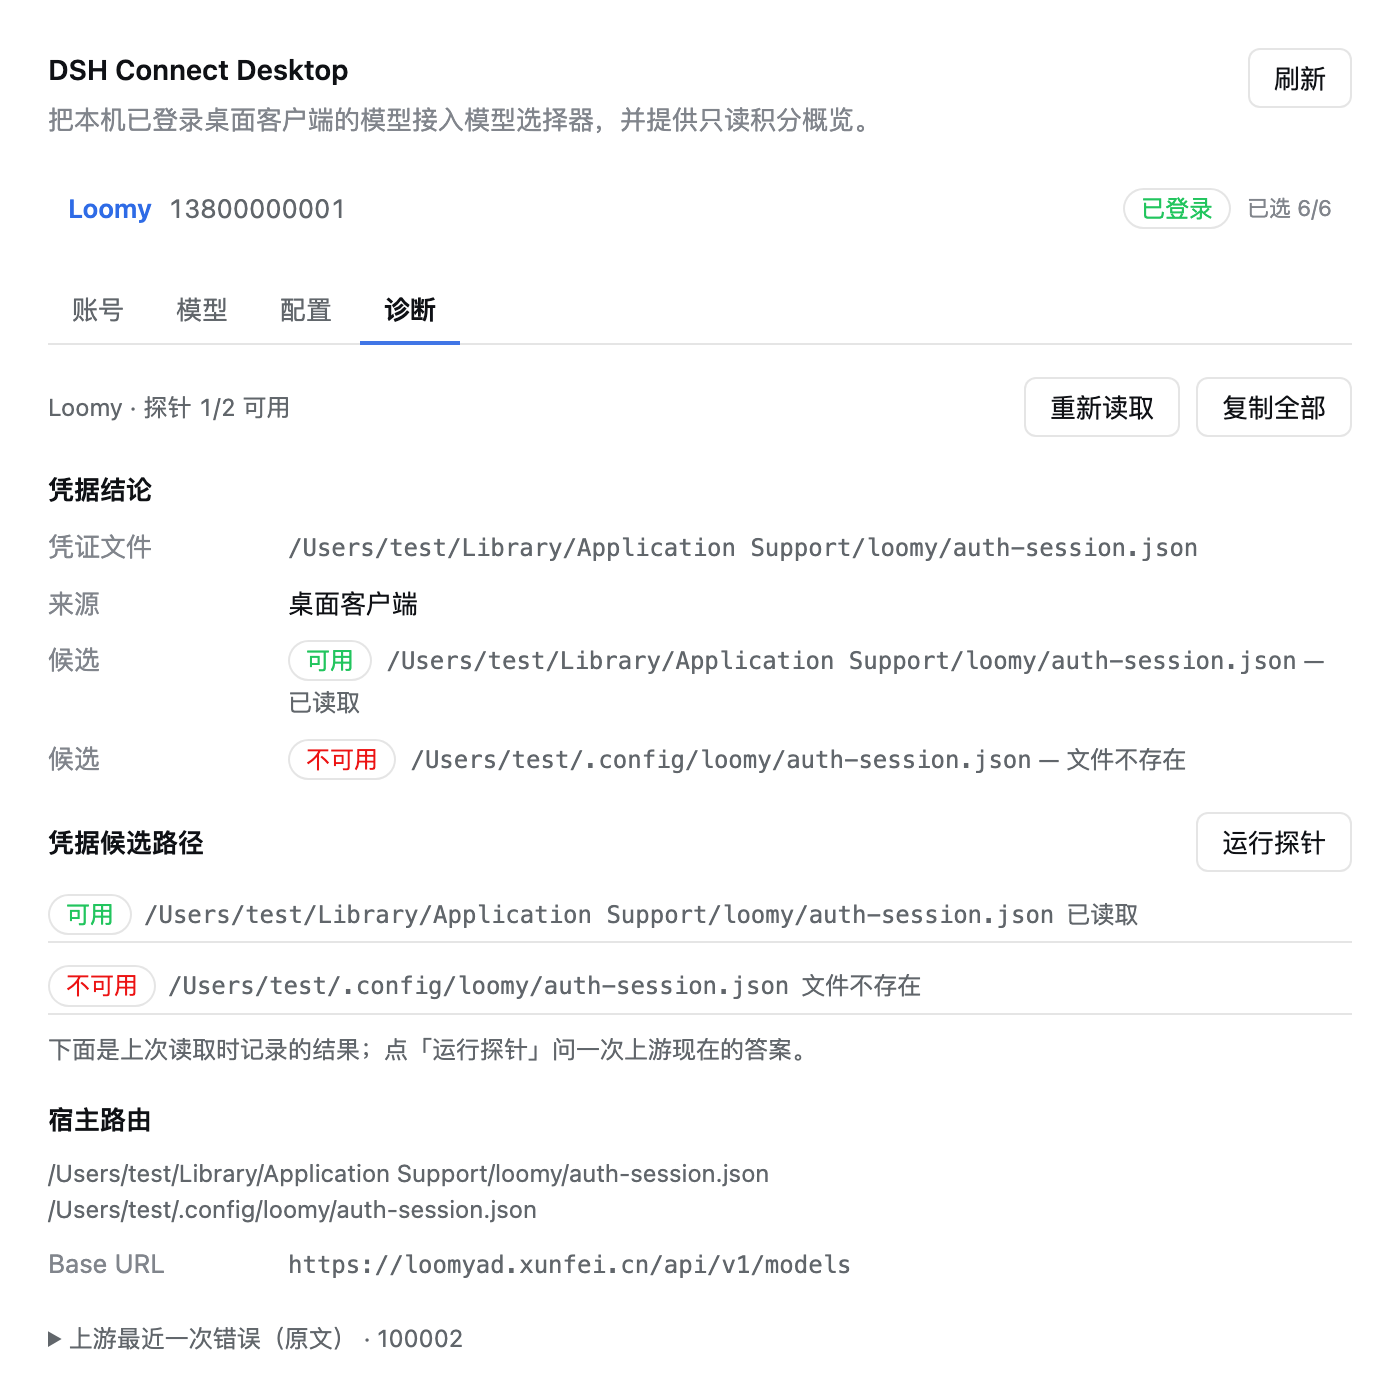 DSH Connect Desktop
刷新
把本机已登录桌面客户端的模型接入模型选择器，并提供只读积分概览。
Loomy 13800000001 已登录 已选 6/6
账号 模型 配置 诊断
Loomy · 探针 1/2 可用 重新读取 复制全部
凭据结论
凭证文件 /Users/test/Library/Application Support/loomy/auth-session.json
来源 桌面客户端
候选 可用 /Users/test/Library/Application Support/loomy/auth-session.json —
已读取
候选 不可用 /Users/test/.config/loomy/auth-session.json — 文件不存在
凭据候选路径 运行探针
可用 /Users/test/Library/Application Support/loomy/auth-session.json 已读取
不可用 /Users/test/.config/loomy/auth-session.json 文件不存在
下面是上次读取时记录的结果；点「运行探针」问一次上游现在的答案。
宿主路由
/Users/test/Library/Application Support/loomy/auth-session.json
/Users/test/.config/loomy/auth-session.json
Base URL https://loomyad.xunfei.cn/api/v1/models
▶ 上游最近一次错误（原文） · 100002